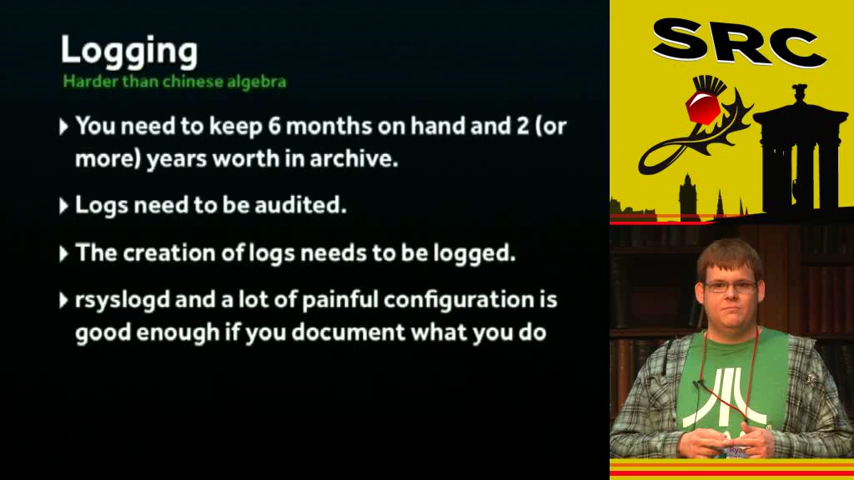 Logging
Harder than chinese algebra
You need to keep 6 months on hand and 2 (or
more) years worth in archive.
Logs need to be audited.
The creation of logs needs to be logged.
rsyslogd and a lot of painful configuration is
good enough if you document what you do
SRC